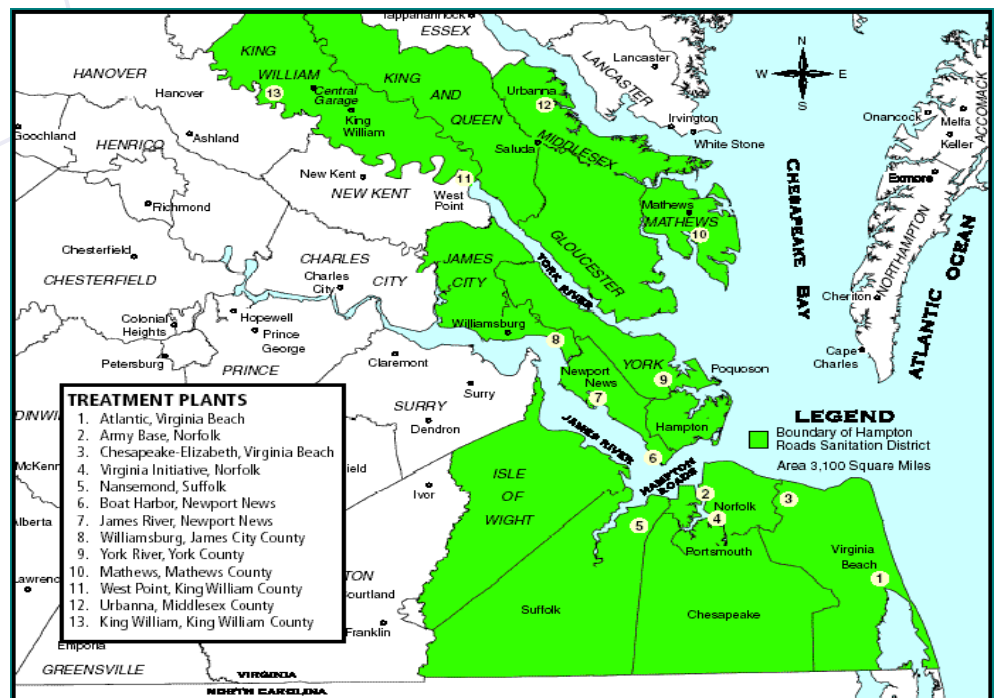 Tappahannock
ESSEX
KING
WILLIAM
Central
Garage
King
William
KING
AND
QUEEN
HANOVER
Hanover
Ashland
Goochland
HENRICO
Richmond
New Kent
NEW KENT
West
Point
LANCASTER
Lancaster
Irvington
White Stone
Urbanna
Saluda
MIDDLESEX
Mathews
MATHEWS
GLOUCESTER
N
W E
S
CHESAPEAKE BAY
Onancock
Melfa
Keller
Exmore
ACCOMACK
NORTHAMPTON
Cheriton
Cape
Charles
ATLANTIC OCEAN
Chesterfield
CHESTERFIELD
CHARLES
CITY
Charles
City
JAMES
CITY
YORK RIVER
Williamsburg
Colonial
Heights
Hopewell
Prince
George
Petersburg
PRINCE
Claremont
Surry
SURRY
Dendron
YORK
Poquoson
Newport
News
Hampton
JAMES RIVER
HAMPTON
ROADS
ISLE
OF
WIGHT
Ivor
Norfolk
Portsmouth
Virginia
Beach
Suffolk
Chesapeake
Franklin
Emporia
GREENSVILLE
VIRGINIA
NORTH CAROLINA
13
12
11
10
8
9
7
6
2
3
4
5
1
TREATMENT PLANTS
1. Atlantic, Virginia Beach
2. Army Base, Norfolk
3. Chesapeake-Elizabeth, Virginia Beach
4. Virginia Initiative, Norfolk
5. Nansemond, Suffolk
6. Boat Harbor, Newport News
7. James River, Newport News
8. Williamsburg, James City County
9. York River, York County
10. Mathews, Mathews County
11. West Point, King William County
12. Urbanna, Middlesex County
13. King William, King William County
LEGEND
Boundary of Hampton
Roads Sanitation District
Area 3,100 Square Miles